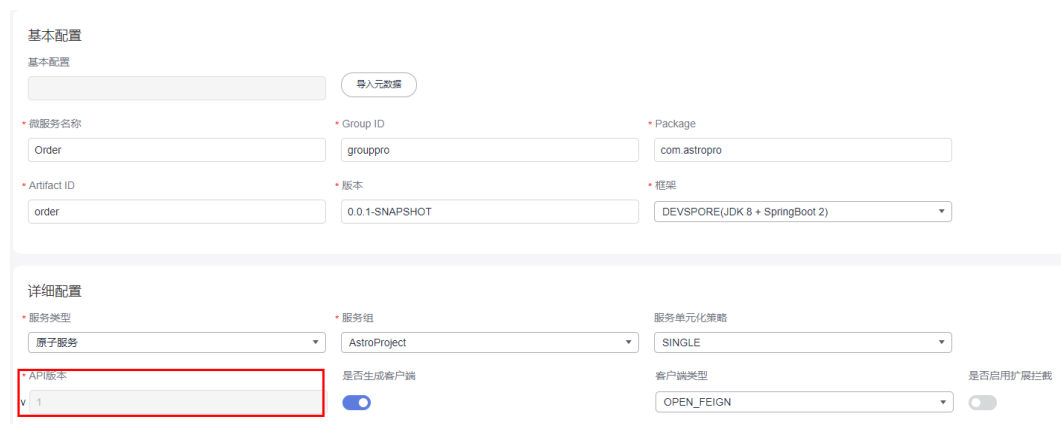 基本配置
基本配置
导入元数据
* 微服务名称 * Group ID * Package
Order grouppro com.astropro
* Artifact ID * 版本 * 框架
order 0.0.1-SNAPSHOT DEVSPORE(JDK 8 + SpringBoot 2)
详细配置
* 服务类型 * 服务组 服务单元化策略
原子服务 AstroProject SINGLE
* API版本 是否生成客户端 客户端类型 是否启用扩展拦截
v 1 OPEN_FEIGN